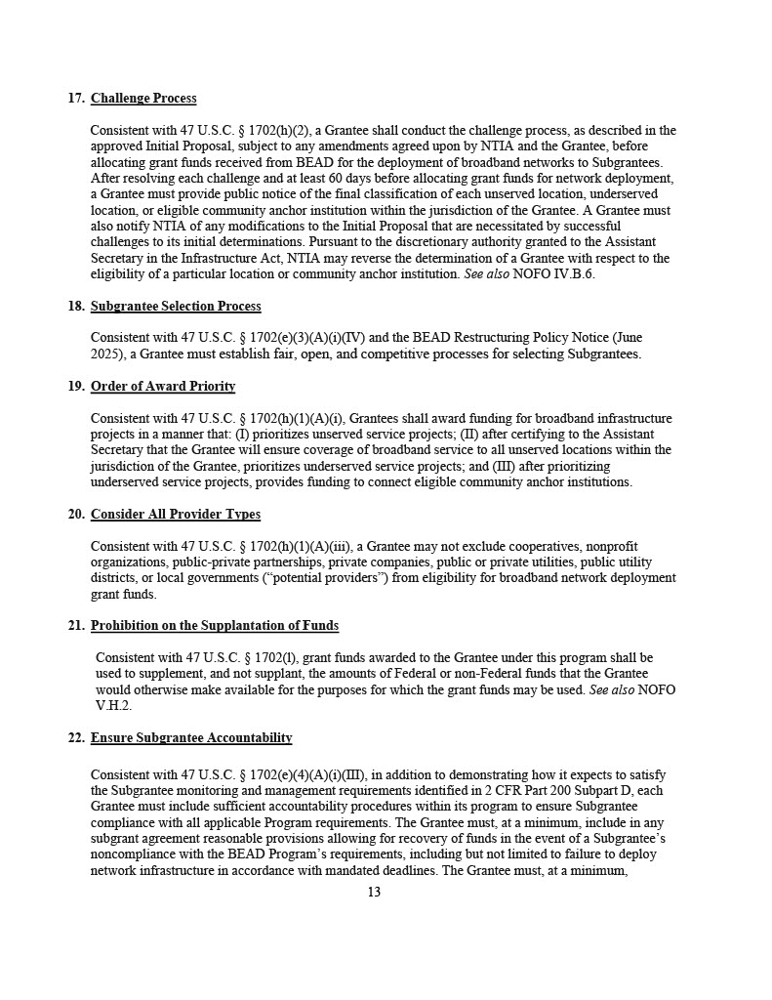 17. Challenge Process
Consistent with 47 U.S.C. § 1702(h)(2), a Grantee shall conduct the challenge process, as described in the
approved Initial Proposal, subject to any amendments agreed upon by NTIA and the Grantee, before
allocating grant funds received from BEAD for the deployment of broadband networks to Subgrantees.
After resolving each challenge and at least 60 days before allocating grant funds for network deployment,
a Grantee must provide public notice of the final classification of each unserved location, underserved
location, or eligible community anchor institution within the jurisdiction of the Grantee. A Grantee must
also notify NTIA of any modifications to the Initial Proposal that are necessitated by successful
challenges to its initial determinations. Pursuant to the discretionary authority granted to the Assistant
Secretary in the Infrastructure Act, NTIA may reverse the determination of a Grantee with respect to the
eligibility of a particular location or community anchor institution. See also NOFO IV.B.6.
18. Subgrantee Selection Process
Consistent with 47 U.S.C. § 1702(e)(3)(A)(i)(IV) and the BEAD Restructuring Policy Notice (June
2025), a Grantee must establish fair, open, and competitive processes for selecting Subgrantees.
19. Order of Award Priority
Consistent with 47 U.S.C. § 1702(h)(1)(A)(i), Grantees shall award funding for broadband infrastructure
projects in a manner that: (I) prioritizes unserved service projects; (II) after certifying to the Assistant
Secretary that the Grantee will ensure coverage of broadband service to all unserved locations within the
jurisdiction of the Grantee, prioritizes underserved service projects; and (III) after prioritizing
underserved service projects, provides funding to connect eligible community anchor institutions.
20. Consider All Provider Types
Consistent with 47 U.S.C. § 1702(h)(1)(A)(iii), a Grantee may not exclude cooperatives, nonprofit
organizations, public-private partnerships, private companies, public or private utilities, public utility
districts, or local governments (“potential providers”) from eligibility for broadband network deployment
grant funds.
21. Prohibition on the Supplantation of Funds
Consistent with 47 U.S.C. § 1702(l), grant funds awarded to the Grantee under this program shall be
used to supplement, and not supplant, the amounts of Federal or non-Federal funds that the Grantee
would otherwise make available for the purposes for which the grant funds may be used. See also NOFO
V.H.2.
22. Ensure Subgrantee Accountability
Consistent with 47 U.S.C. § 1702(e)(4)(A)(i)(III), in addition to demonstrating how it expects to satisfy
the Subgrantee monitoring and management requirements identified in 2 CFR Part 200 Subpart D, each
Grantee must include sufficient accountability procedures within its program to ensure Subgrantee
compliance with all applicable Program requirements. The Grantee must, at a minimum, include in any
subgrant agreement reasonable provisions allowing for recovery of funds in the event of a Subgrantee’s
noncompliance with the BEAD Program’s requirements, including but not limited to failure to deploy
network infrastructure in accordance with mandated deadlines. The Grantee must, at a minimum,
13